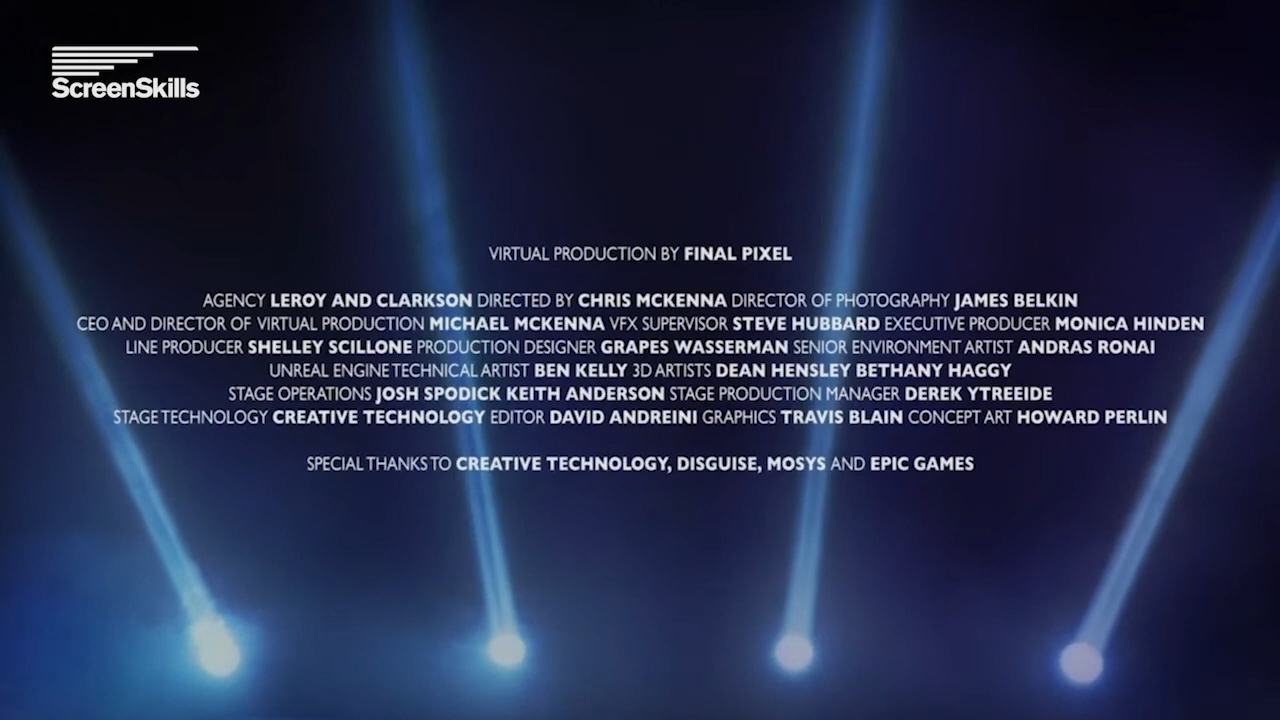 ScreenSkills
VIRTUAL PRODUCTION BY FINAL PIXEL
AGENCY LEROY AND CLARKSON DIRECTED BY CHRIS MCKENNA DIRECTOR OF PHOTOGRAPHY JAMES BELKIN
CEO AND DIRECTOR OF VIRTUAL PRODUCTION MICHAEL MCKENNA VFX SUPERVISOR STEVE HUBBARD EXECUTIVE PRODUCER MONICA HINDEN
LINE PRODUCER SHELLEY SCILLONE PRODUCTION DESIGNER GRAPES WASSERMAN SENIOR ENVIRONMENT ARTIST ANDRAS RONAI
UNREAL ENGINE TECHNICAL ARTIST BEN KELLY 3D ARTISTS DEAN HENSLEY BETHANY HAGGY
STAGE OPERATIONS JOSH SPODICK KEITH ANDERSON STAGE PRODUCTION MANAGER DEREK YTREEIDE
STAGE TECHNOLOGY CREATIVE TECHNOLOGY EDITOR DAVID ANDREINI GRAPHICS TRAVIS BLAIN CONCEPT ART HOWARD PERLIN
SPECIAL THANKS TO CREATIVE TECHNOLOGY, DISGUISE, MOSYS AND EPIC GAMES